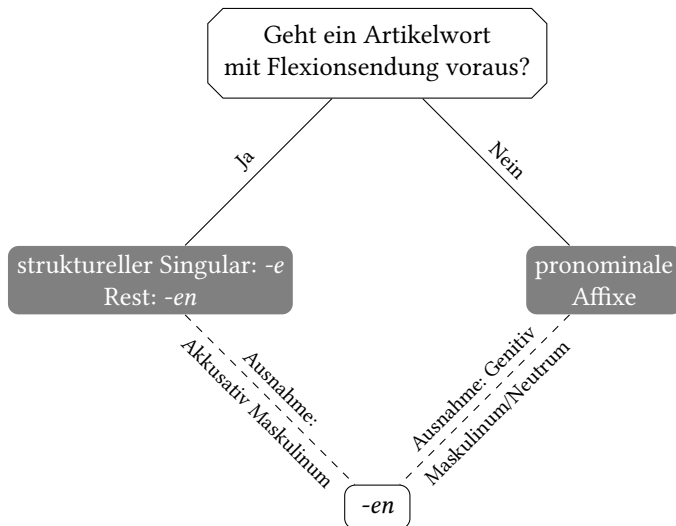 Geht ein Artikelwort
mit Flexionsendung voraus?
Ja
Nein
struktureller Singular: -e
Rest: -en
pronominale
Affixe
Ausnahme:
Akkusativ Maskulinum
Ausnahme: Genitiv
Maskulinum/Neutrum
-en